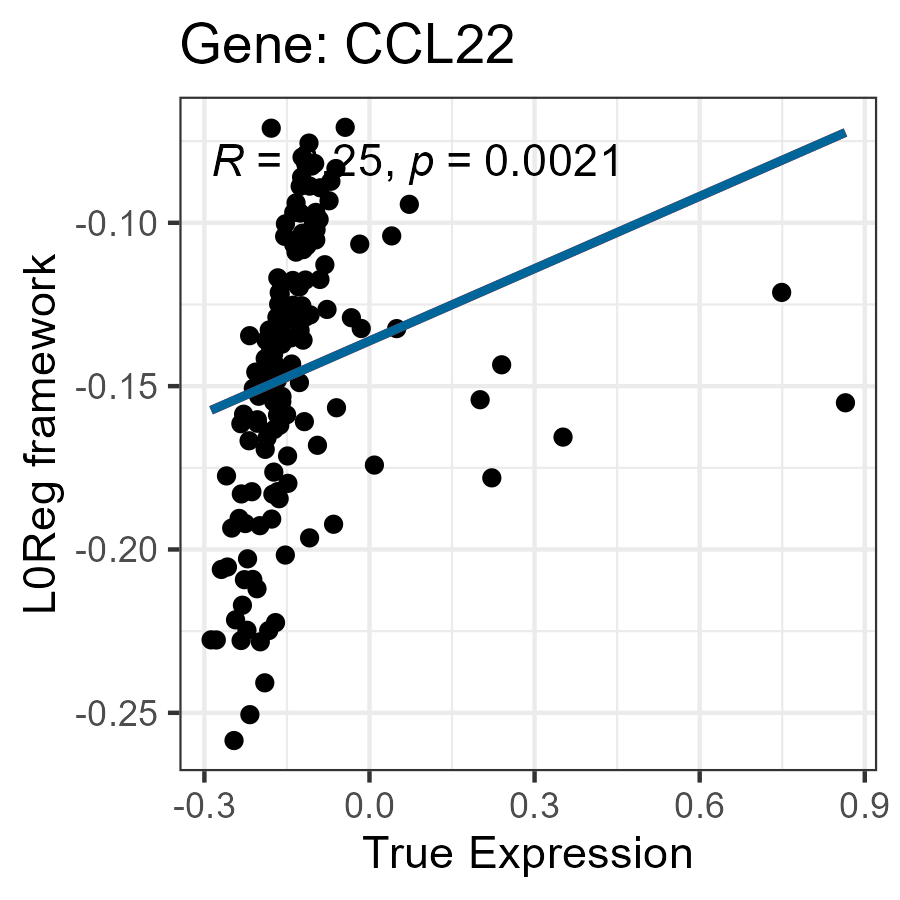 Gene: CCL22
R = 25, p = 0.0021
-0.10
-0.15
-0.20
-0.25
L0Reg framework
-0.3 0.0 0.3 0.6 0.9
True Expression